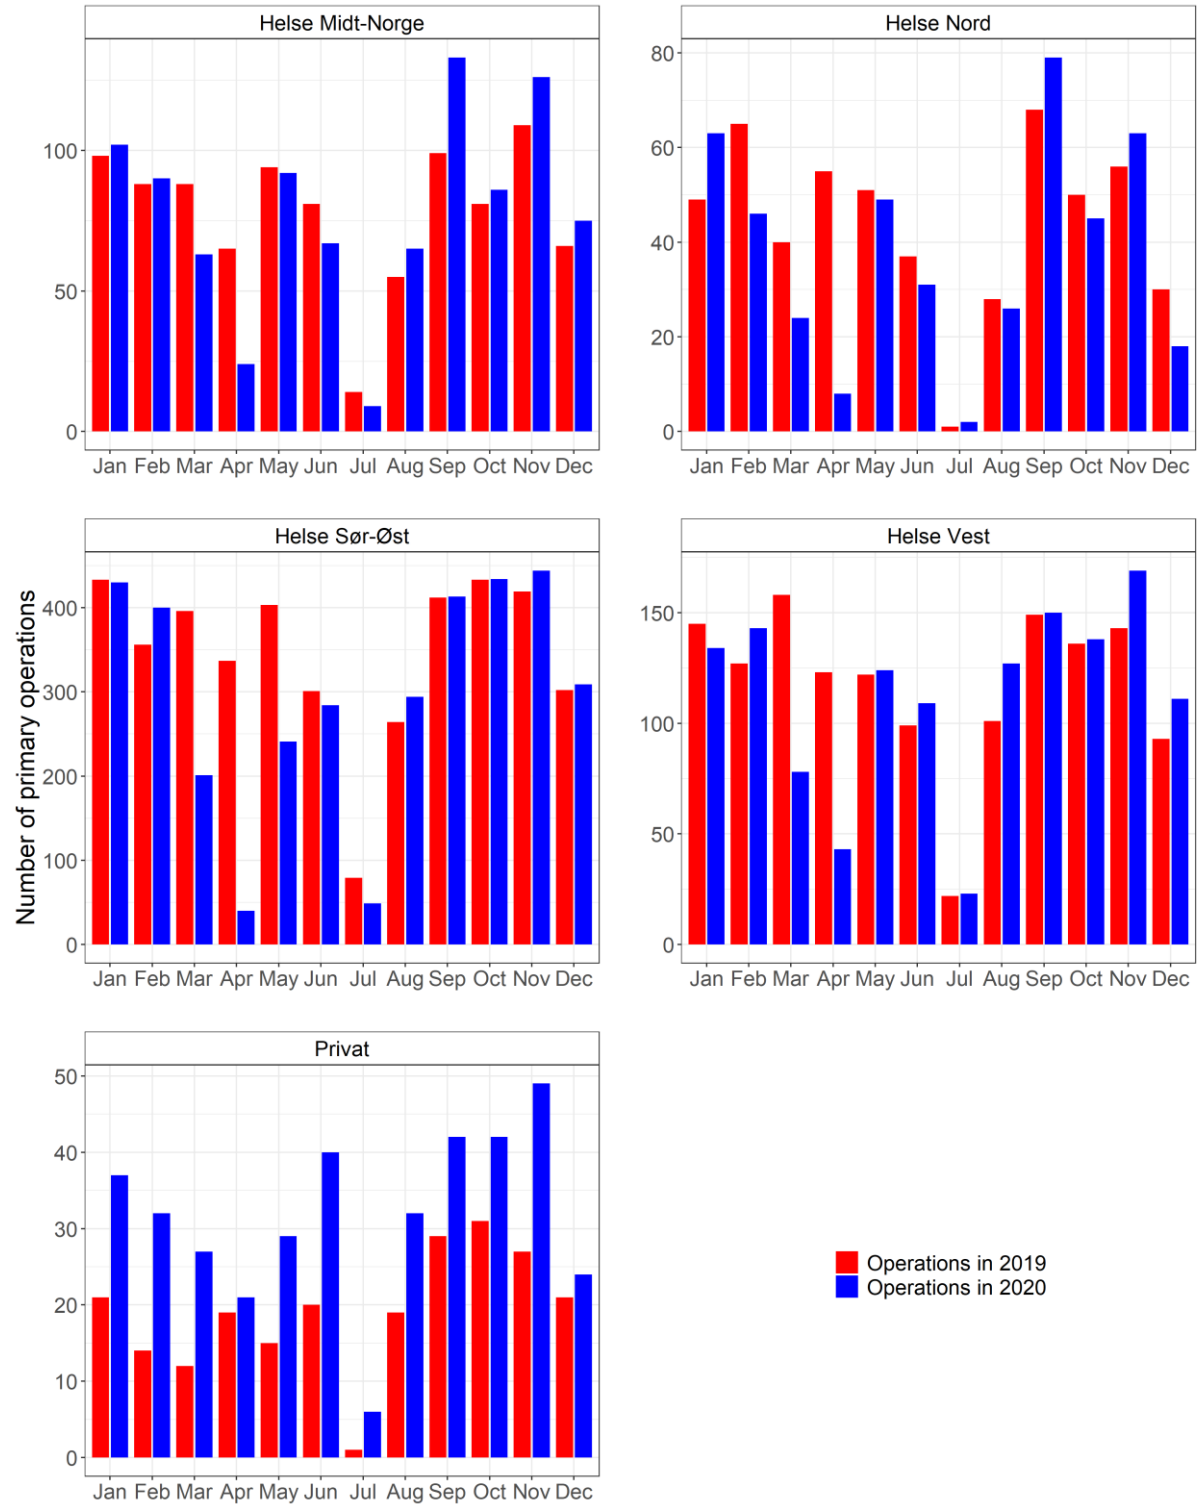 Helse Midt-Norge
100
50
0
Jan Feb Mar Apr May Jun Jul Aug Sep Oct Nov Dec
Helse Nord
80
60
40
20
0
Jan Feb Mar Apr May Jun Jul Aug Sep Oct Nov Dec
Number of primary operations
Helse Sør-Øst
400
300
200
100
0
Jan Feb Mar Apr May Jun Jul Aug Sep Oct Nov Dec
Helse Vest
150
100
50
0
Jan Feb Mar Apr May Jun Jul Aug Sep Oct Nov Dec
Privat
50
40
30
20
10
0
Jan Feb Mar Apr May Jun Jul Aug Sep Oct Nov Dec
Operations in 2019
Operations in 2020